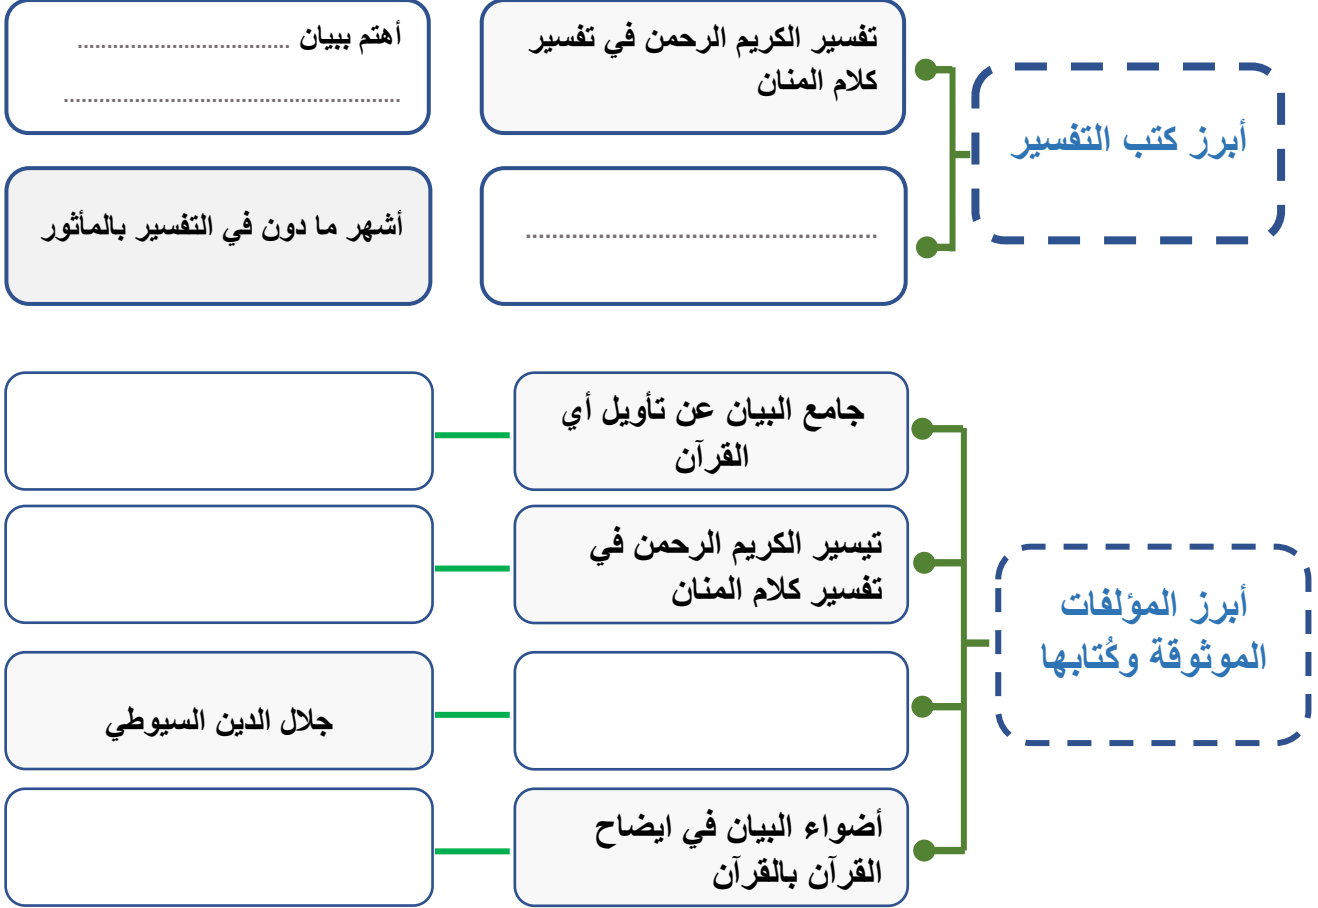 أبرز كتب التفسير
تفسير الكريم الرحمن في تفسير
كلام المنان
أهتم ببيان ....................................
.........................................................
.....................................................
أشهر ما دون في التفسير بالمأثور
أبرز المؤلفات
الموثوقة وكُتابها
جامع البيان عن تأويل أي
القرآن
تيسير الكريم الرحمن في
تفسير كلام المنان
جلال الدين السيوطي
أضواء البيان في ايضاح
القرآن بالقرآن